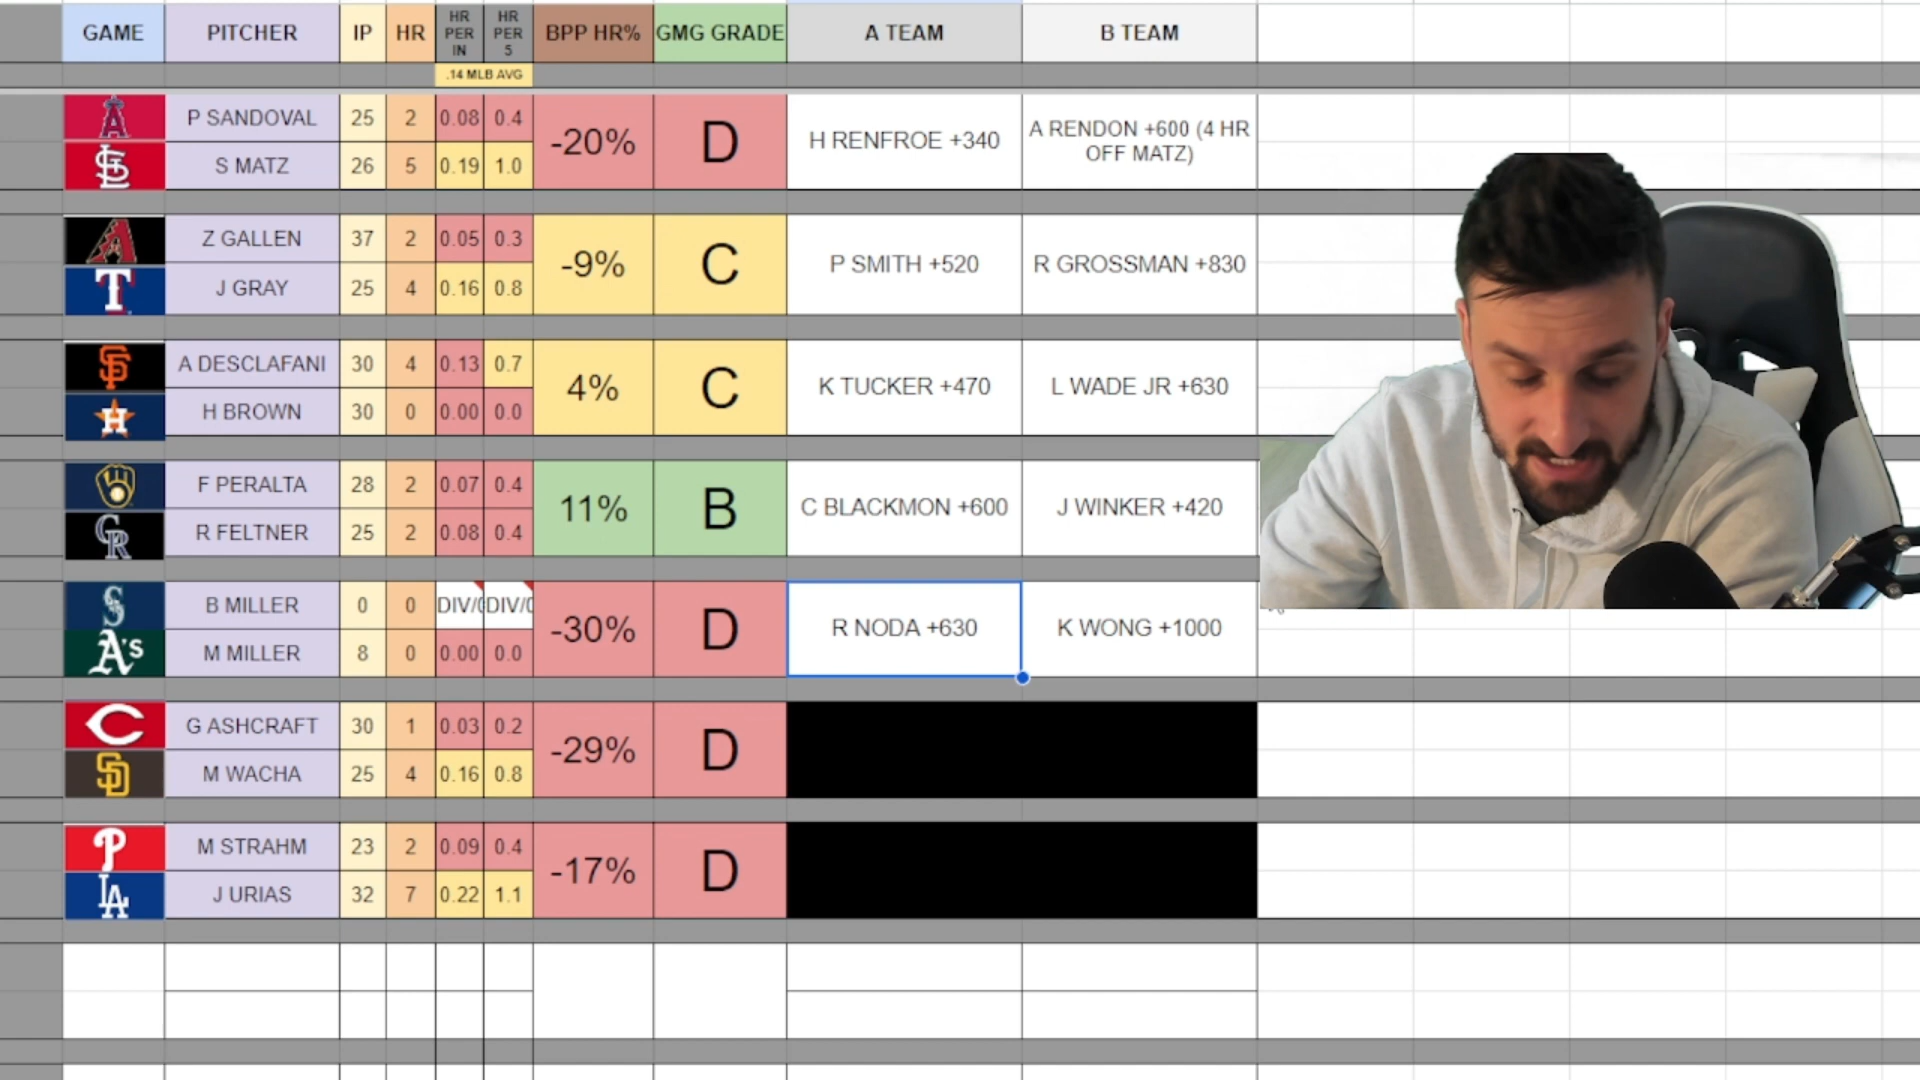 GAME PITCHER IP HR HR PER IN HR PER 5 BPP HR% GMG GRADE A TEAM B TEAM
.14 MLB AVG
P SANDOVAL 25 2 0.08 0.4 -20% D H RENFROE +340 A RENDON +600 (4 HR OFF MATZ)
S MATZ 26 5 0.19 1.0
Z GALLEN 37 2 0.05 0.3 -9% C P SMITH +520 R GROSSMAN +830
J GRAY 25 4 0.16 0.8
A DESCLAFANI 30 4 0.13 0.7 4% C K TUCKER +470 L WADE JR +630
H BROWN 30 0 0.00 0.0
F PERALTA 28 2 0.07 0.4 11% B C BLACKMON +600 J WINKER +420
R FELTNER 25 2 0.08 0.4
B MILLER 0 0 DIV/0 DIV/0 -30% D R NODA +630 K WONG +1000
A's M MILLER 8 0 0.00 0.0
G ASHCRAFT 30 1 0.03 0.2 -29% D
M WACHA 25 4 0.16 0.8
M STRAHM 23 2 0.09 0.4 -17% D
J URIAS 32 7 0.22 1.1